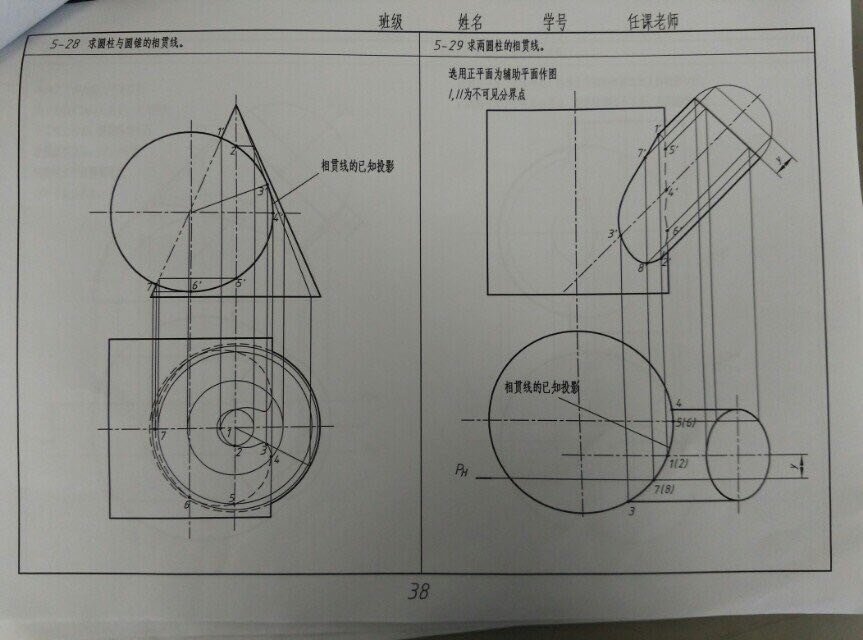 班级 姓名 学号 任课老师
5-28 求圆柱与圆锥的相贯线。
1'
2'
相贯线的已知投影
3'
4'
7'
6'
5'
1
7
2
3
4
5
6
5-29 求两圆柱的相贯线。
选用正平面为辅助平面作图
I,II为不可见分界点
1'
7'
5'
y
4'
3'
6'
8'
2'
相贯线的已知投影
4
5(6)
1(2)
PH
y
7(8)
3
38